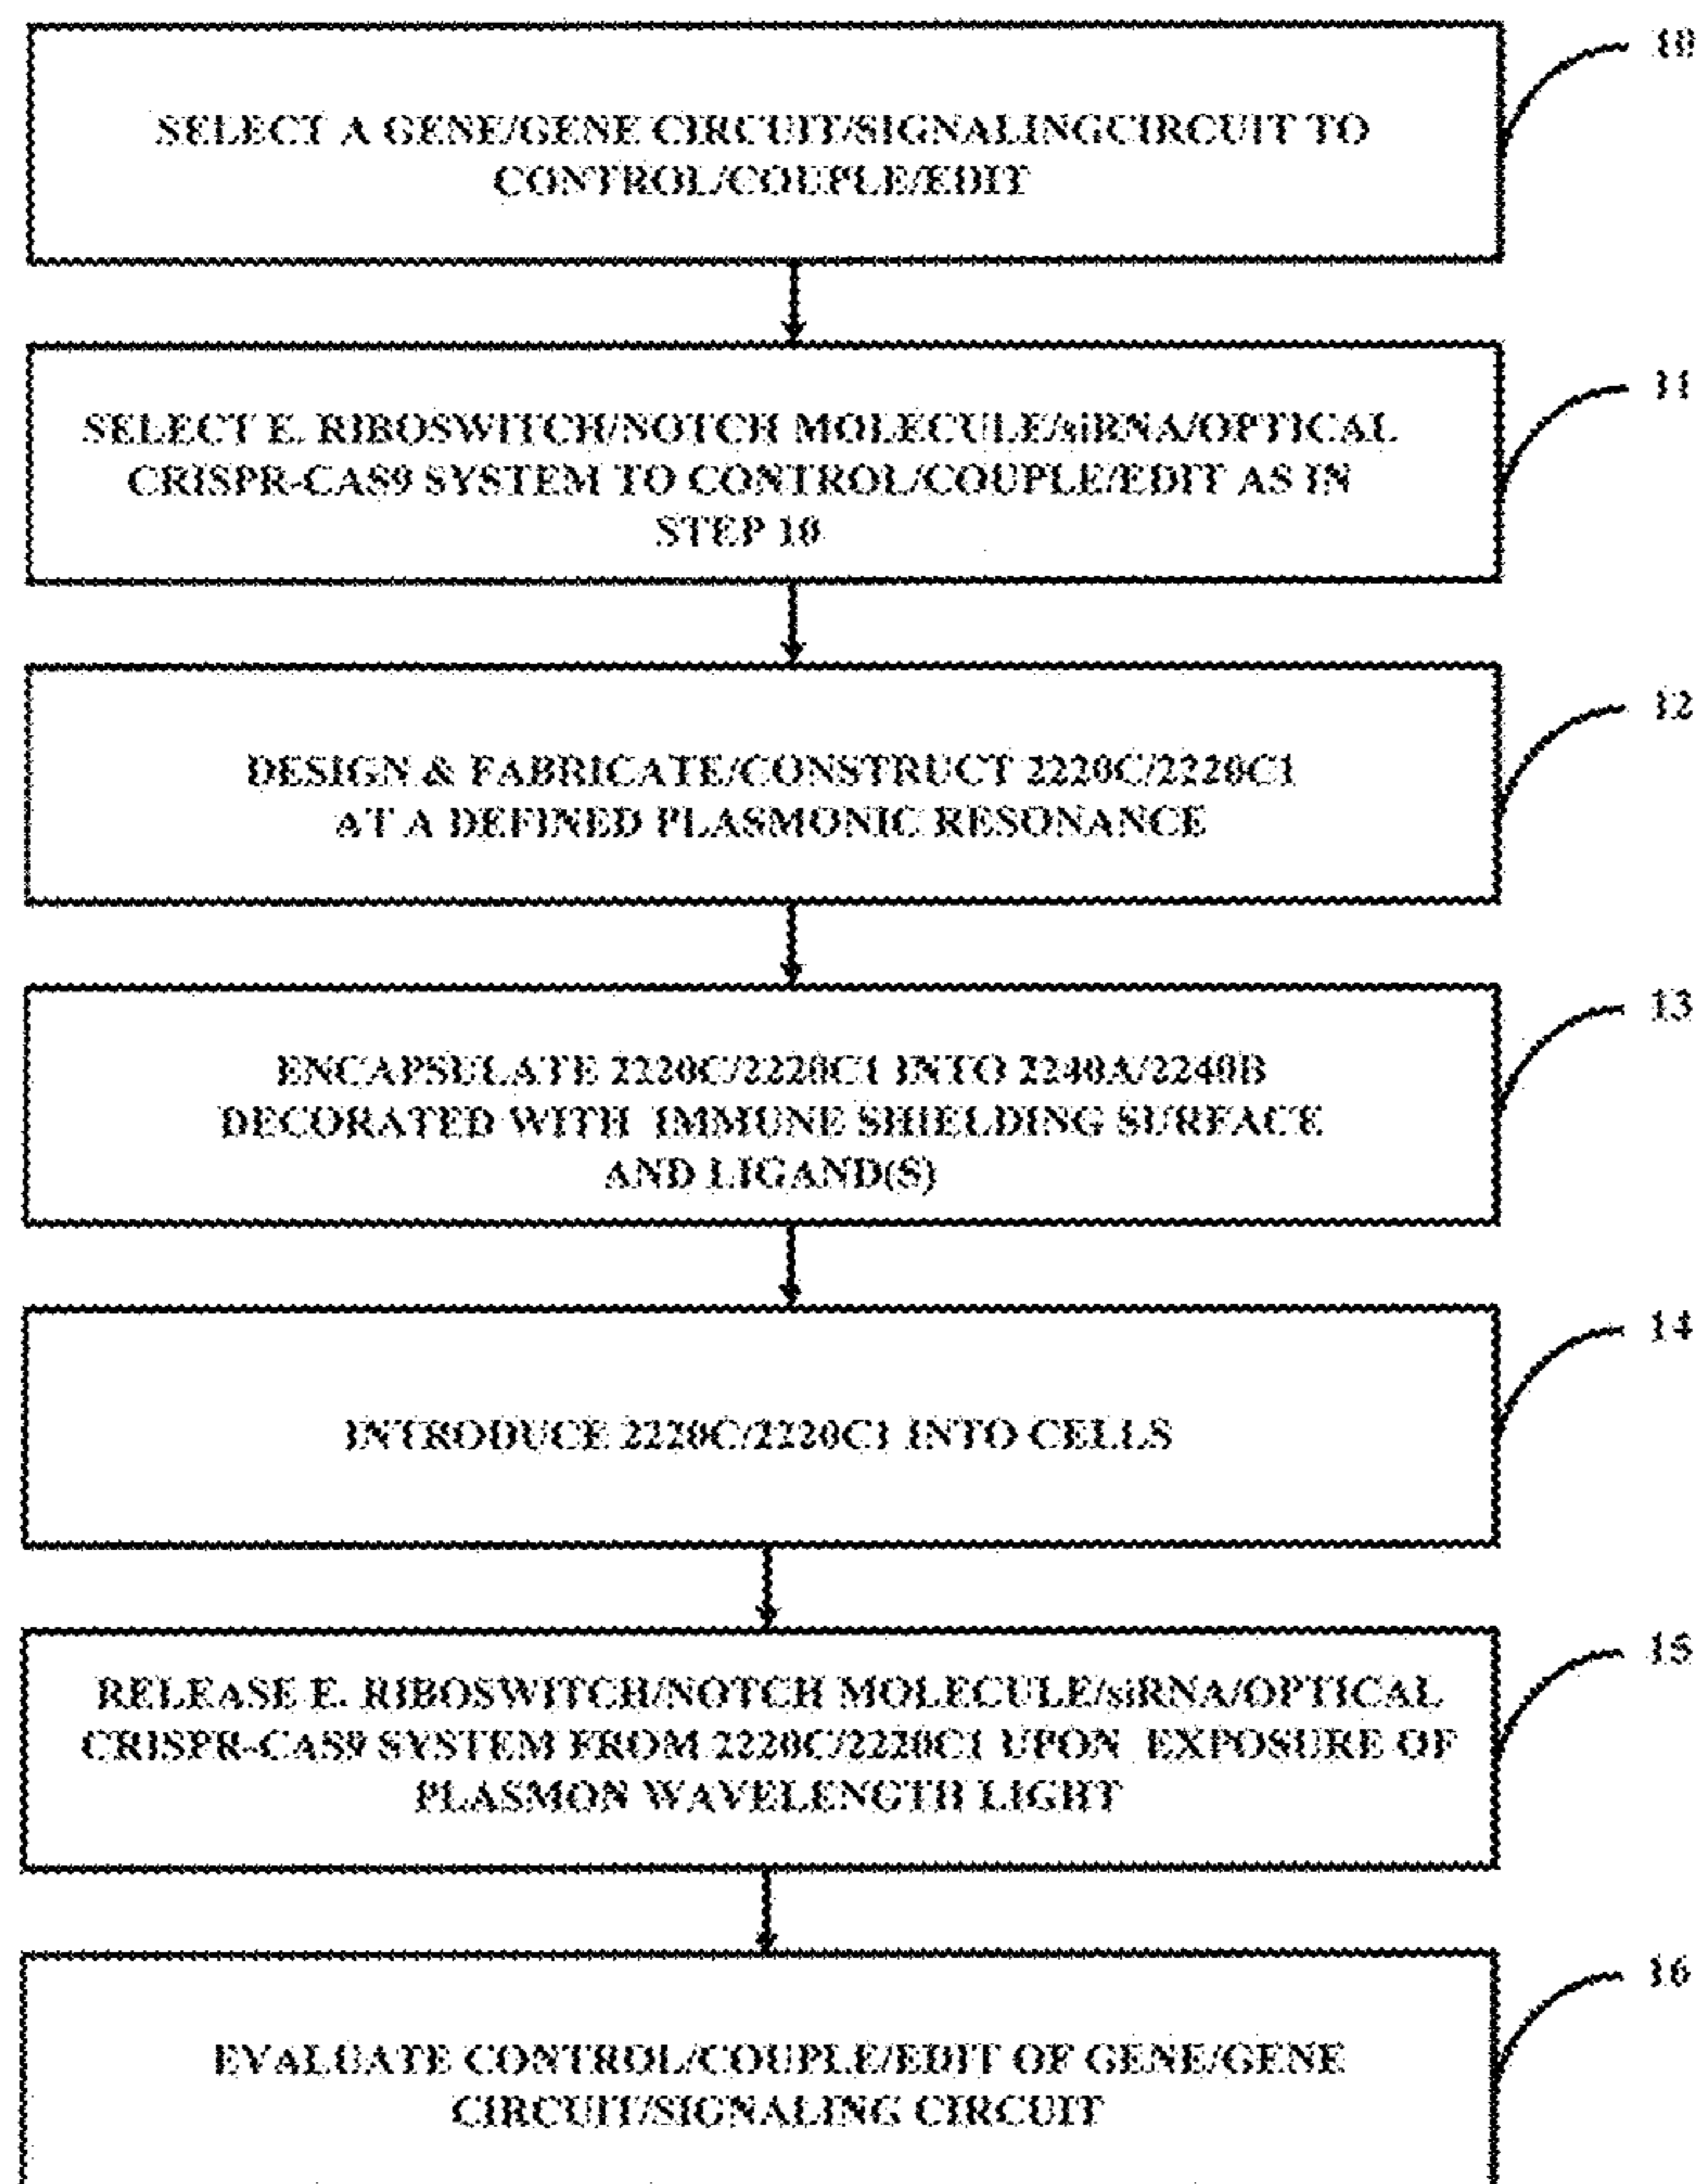 10
SELECT A GENE/GENE CIRCUIT/SIGNALINGCIRCUIT TO
CONTROL/COUPLE/EDIT
11
SELECT E. RIBOSWITCH/NOTCH MOLECULE/siRNA/OPTICAL
CRISPR-CAS9 SYSTEM TO CONTROL/COUPLE/EDIT AS IN
STEP 10
12
DESIGN & FABRICATE/CONSTRUCT 2220C/2220C1
AT A DEFINED PLASMONIC RESONANCE
13
ENCAPSULATE 2220C/2220C1 INTO 2240A/2240B
DECORATED WITH IMMUNE SHIELDING SURFACE
AND LIGAND(S)
14
INTRODUCE 2220C/2220C1 INTO CELLS
15
RELEASE E. RIBOSWITCH/NOTCH MOLECULE/siRNA/OPTICAL
CRISPR-CAS9 SYSTEM FROM 2220C/2220C1 UPON EXPOSURE OF
PLASMON WAVELENGTH LIGHT
16
EVALUATE CONTROL/COUPLE/EDIT OF GENE/GENE
CIRCUIT/SIGNALING CIRCUIT